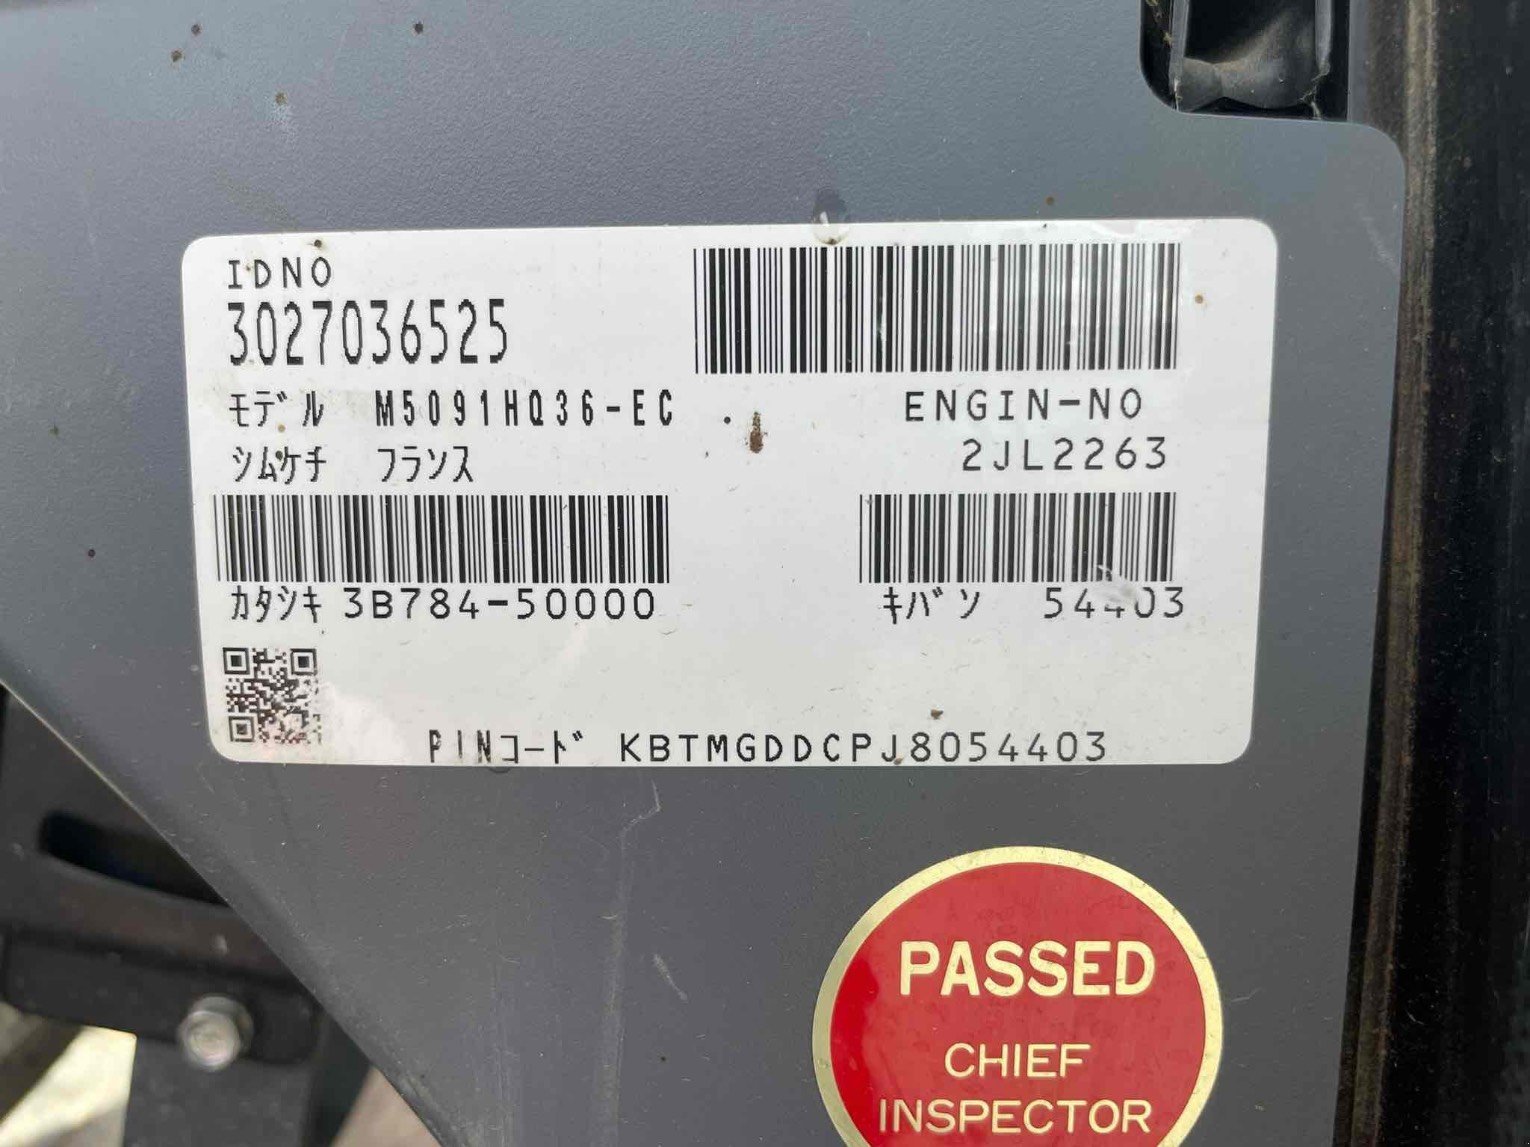 IDNO
3027036525
モデル M5091HQ36-EC
ENGIN-NO
シムケチ フランス
2JL2263
カタシキ 3B784-50000
キバン 54403
PINコード KBTMGDDCPJ8054403
PASSED
CHIEF
INSPECTOR